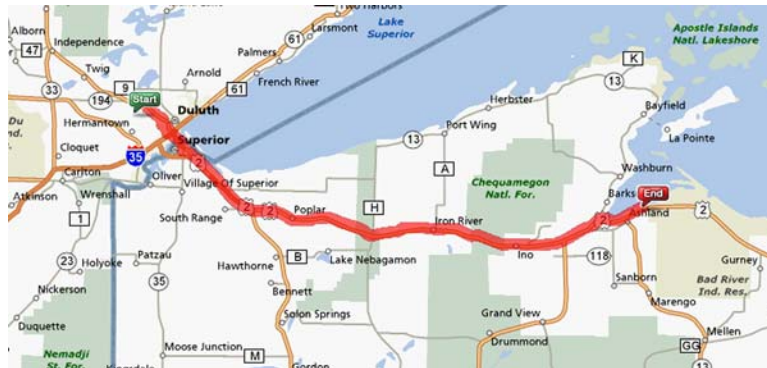 Two Harbors
Larsmont
Alborn
47
Independence
61
Palmers
Lake
Superior
Apostle Islands
Natl. Lakeshore
Twig
9
Arnold
61
French River
33
194
Start
Duluth
K
13
Herbster
Bayfield
Du
nd.
Hermantown
Superior
13
Port Wing
La Pointe
Cloquet
35
2
A
Washburn
Carlton
Oliver
Village Of Superior
Chequamegon
Natl. For.
Barks
End
Atkinson
Wrenshall
1
South Range
2
2
Poplar
H
Iron River
2
Ashland
2
23
Holyoke
Patzau
Hawthorne
B
Lake Nebagamon
Ino
118
Gurney
Nickerson
35
Bennett
Sanborn
Bad River
Ind. Res.
Duquette
Solon Springs
Grand View
Marengo
Nemadji
St. For.
Moose Junction
M
Gordon
Drummond
Mellen
GG